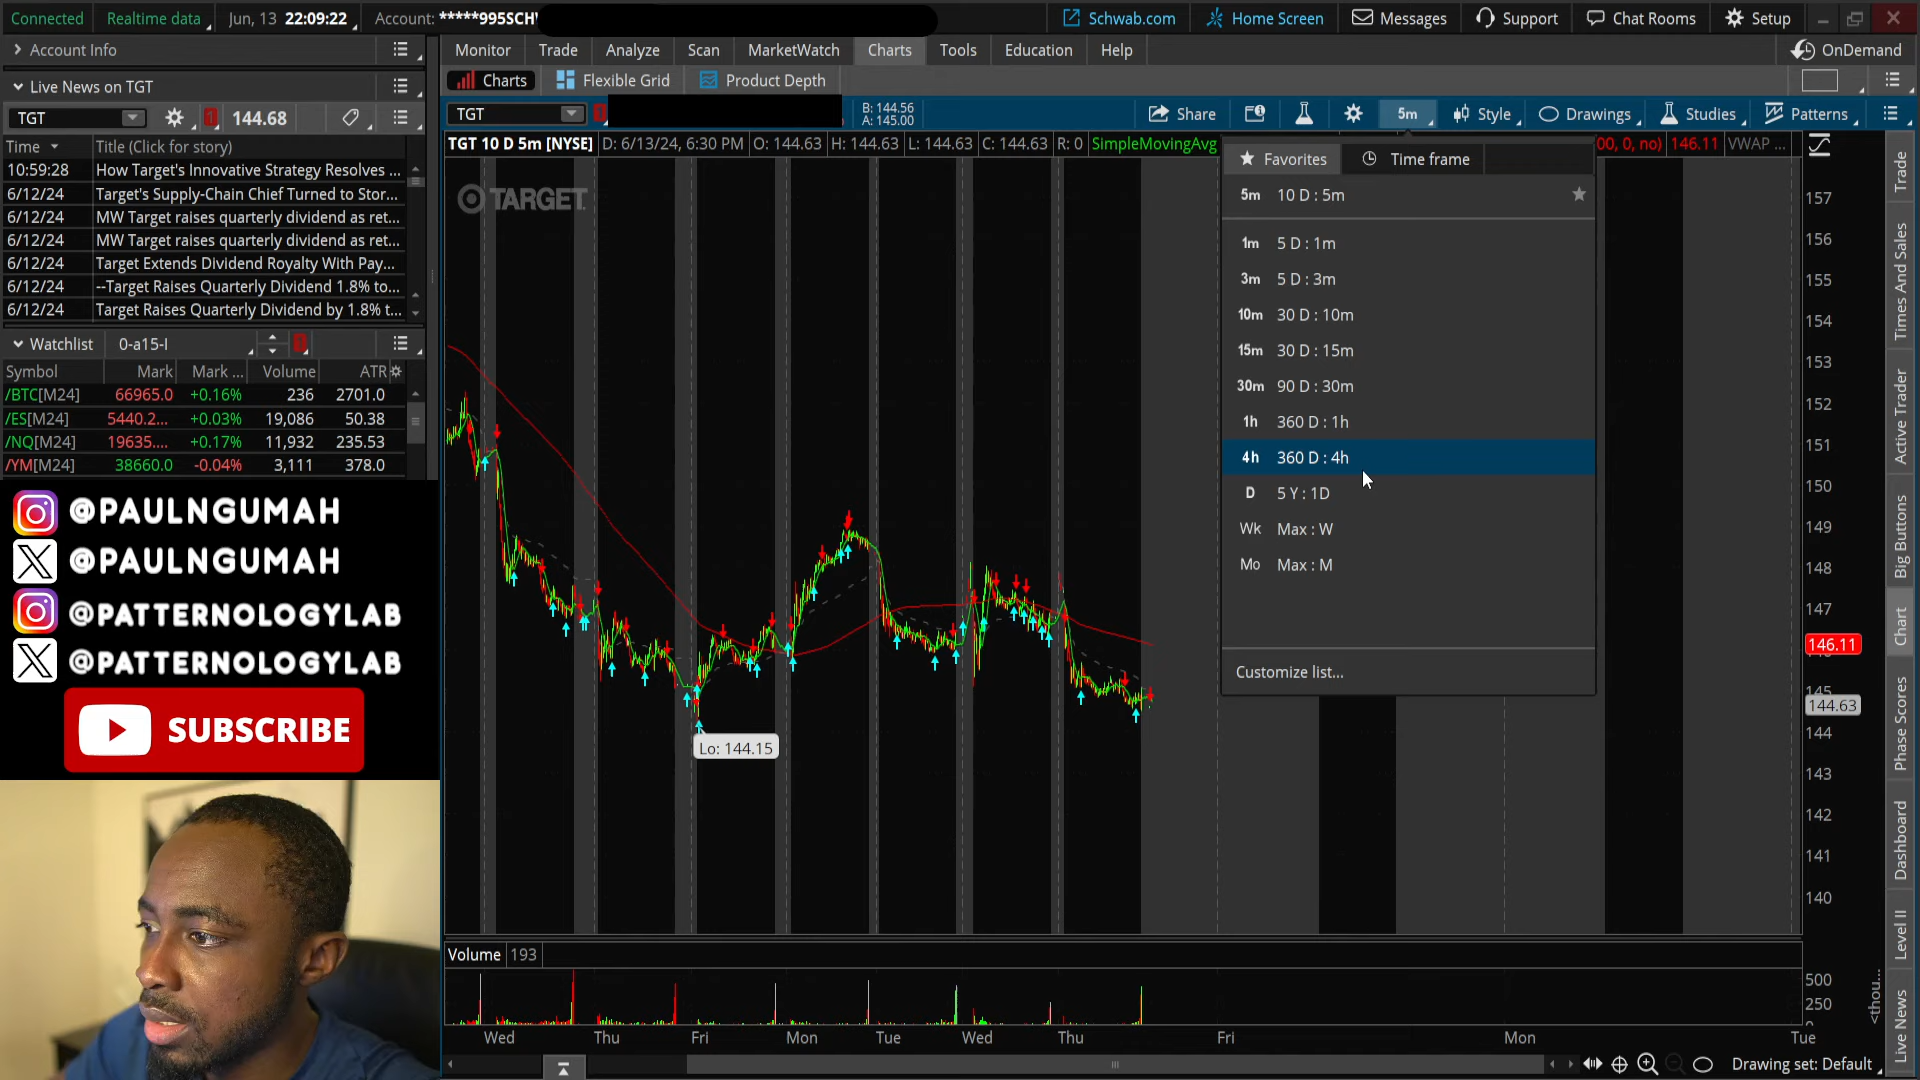 Connected Realtime data Jun, 13 22:09:22 Account: *****995SCH Schwab.com Home Screen Messages Support Chat Rooms Setup
Account Info Monitor Trade Analyze Scan MarketWatch Charts Tools Education Help OnDemand
Charts Flexible Grid Product Depth
Live News on TGT
TGT 144.68
TGT B: 144.56
A: 145.00
Share 5m Style Drawings Studies Patterns
Time Title (Click for story)
10:59:28 How Target's Innovative Strategy Resolves ...
6/12/24 Target's Supply-Chain Chief Turned to Stor...
6/12/24 MW Target raises quarterly dividend as ret...
6/12/24 MW Target raises quarterly dividend as ret...
6/12/24 Target Extends Dividend Royalty With Pay...
6/12/24 --Target Raises Quarterly Dividend 1.8% to...
6/12/24 Target Raises Quarterly Dividend by 1.8% t...
Watchlist 0-a15-I
Symbol Mark Mark ... Volume ATR
/BTC[M24] 66965.0 +0.16% 236 2701.0
/ES[M24] 5440.2... +0.03% 19,086 50.38
/NQ[M24] 19635.... +0.17% 11,932 235.53
/YM[M24] 38660.0 -0.04% 3,111 378.0
@PAULNGUMAH
@PAULNGUMAH
@PATTERNOLOGYLAB
@PATTERNOLOGYLAB
SUBSCRIBE
TGT 10 D 5m [NYSE] D: 6/13/24, 6:30 PM O: 144.63 H: 144.63 L: 144.63 C: 144.63 R: 0 SimpleMovingAvg 00, 0, no) 146.11 VWAP ...
TARGET
Favorites Time frame
5m 10 D : 5m
1m 5 D : 1m
3m 5 D : 3m
10m 30 D : 10m
15m 30 D : 15m
30m 90 D : 30m
1h 360 D : 1h
4h 360 D : 4h
D 5 Y : 1D
Wk Max : W
Mo Max : M
Customize list...
Lo: 144.15
157
156
155
154
153
152
151
150
149
148
147
146.11
145
144.63
144
143
142
141
140
Volume 193
500
250
0
<thou...
Wed Thu Fri Mon Tue Wed Thu Fri Mon Tue
Drawing set: Default
Trade
Times And Sales
Active Trader
Big Buttons
Chart
Phase Scores
Dashboard
Level II
Live News